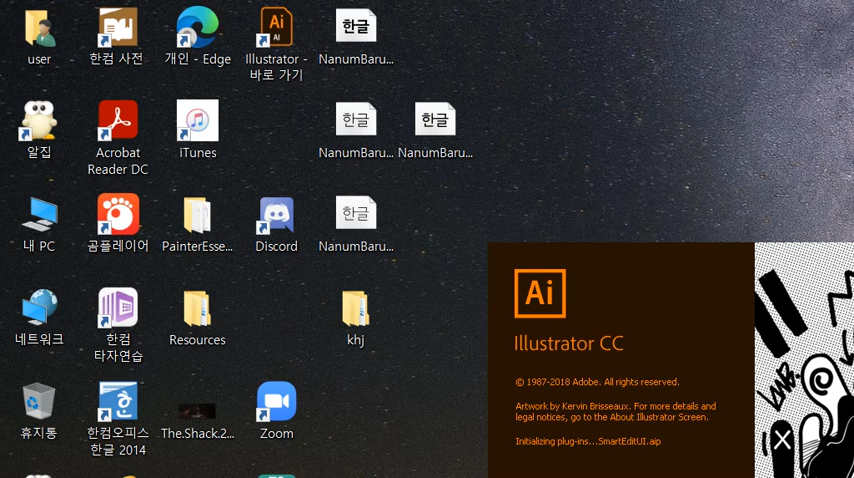 user
한컴 사전
개인 - Edge
Illustrator -
바로 가기
한글
NanumBaru...
알집
Acrobat
Reader DC
iTunes
한글
NanumBaru...
한글
NanumBaru...
내 PC
곰플레이어
PainterEsse...
Discord
한글
NanumBaru...
네트워크
한컴
타자연습
Resources
khj
휴지통
한컴오피스
한글 2014
The.Shack.2...
Zoom
Ai
Illustrator CC
© 1987-2018 Adobe. All rights reserved.
Artwork by Kervin Brisseaux. For more details and
legal notices, go to the About Illustrator Screen.
Initializing plug-ins...SmartEditUI.aip